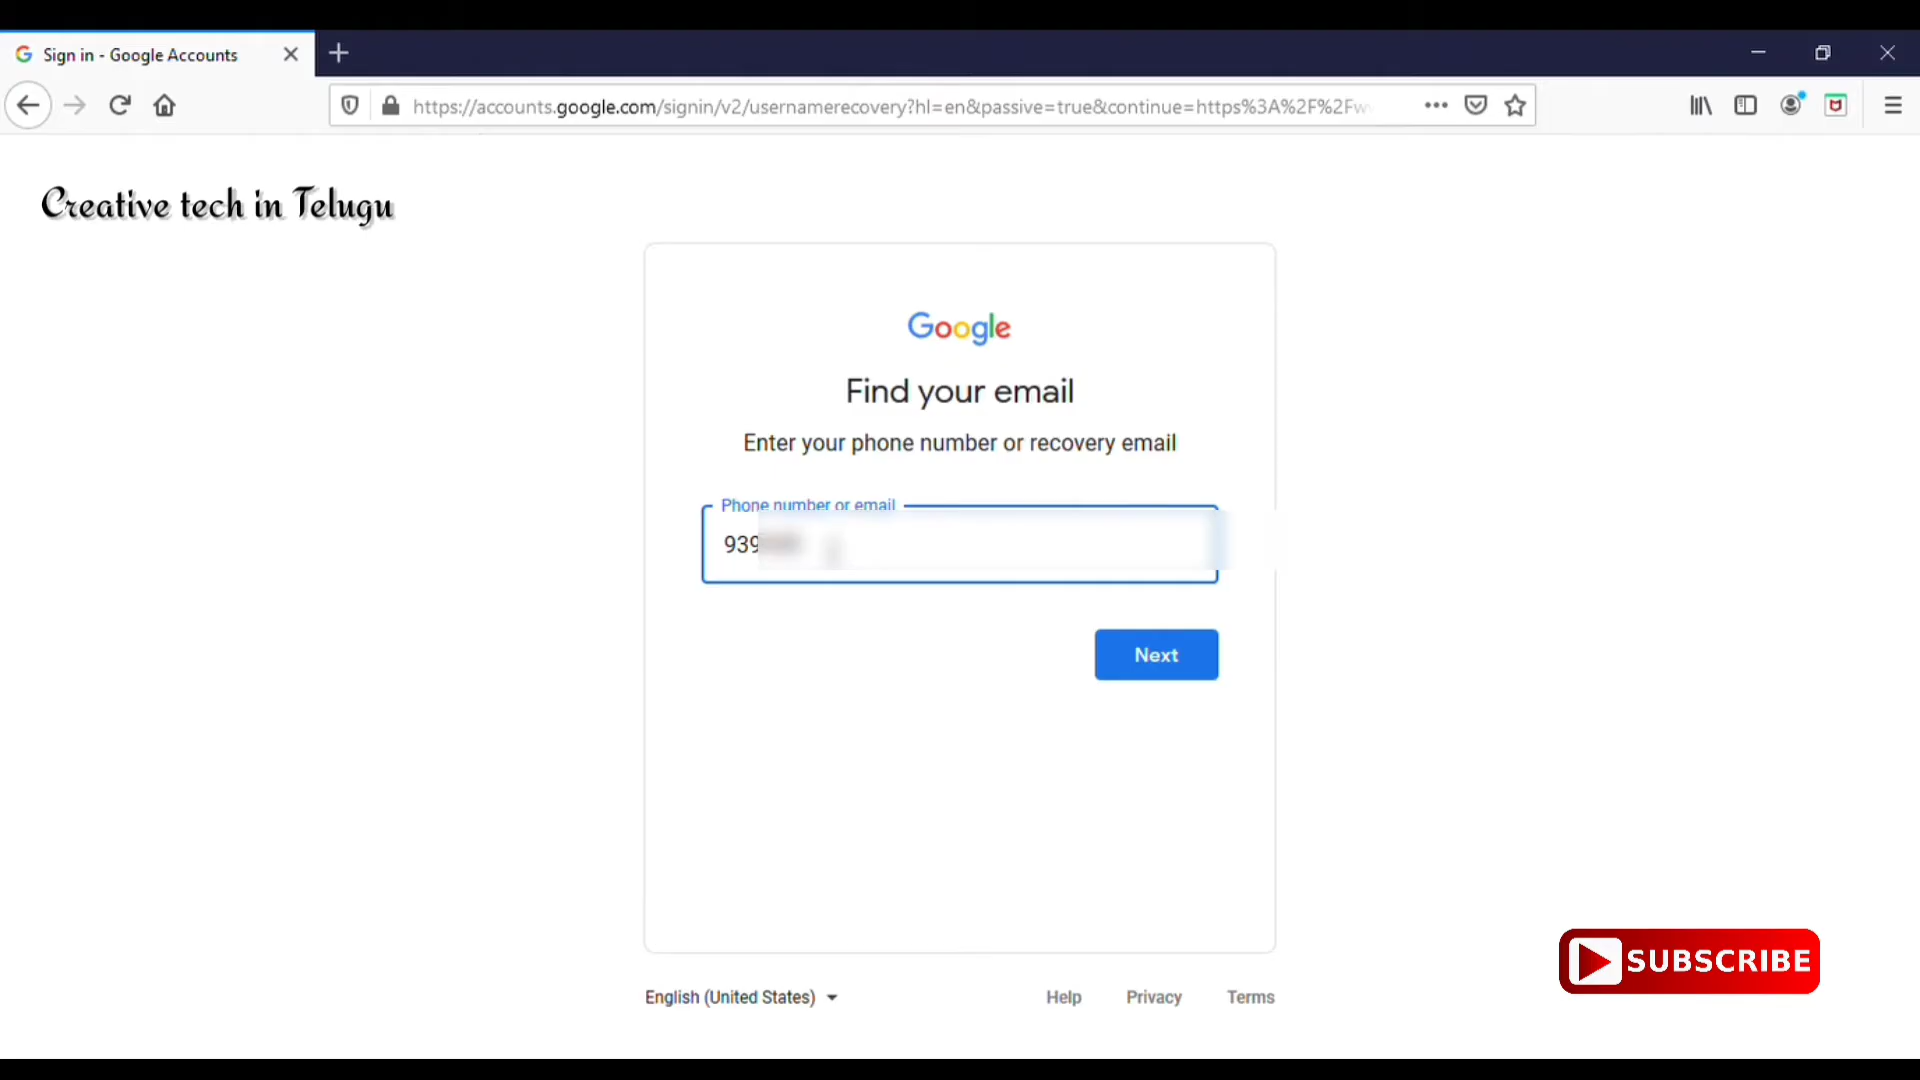 Sign in - Google Accounts
https://accounts.google.com/signin/v2/usernamerecovery?hl=en&passive=true&continue=https%3A%2F%2Fw
Creative tech in Telugu
Google
Find your email
Enter your phone number or recovery email
Phone number or email
939
Next
SUBSCRIBE
English (United States)
Help
Privacy
Terms